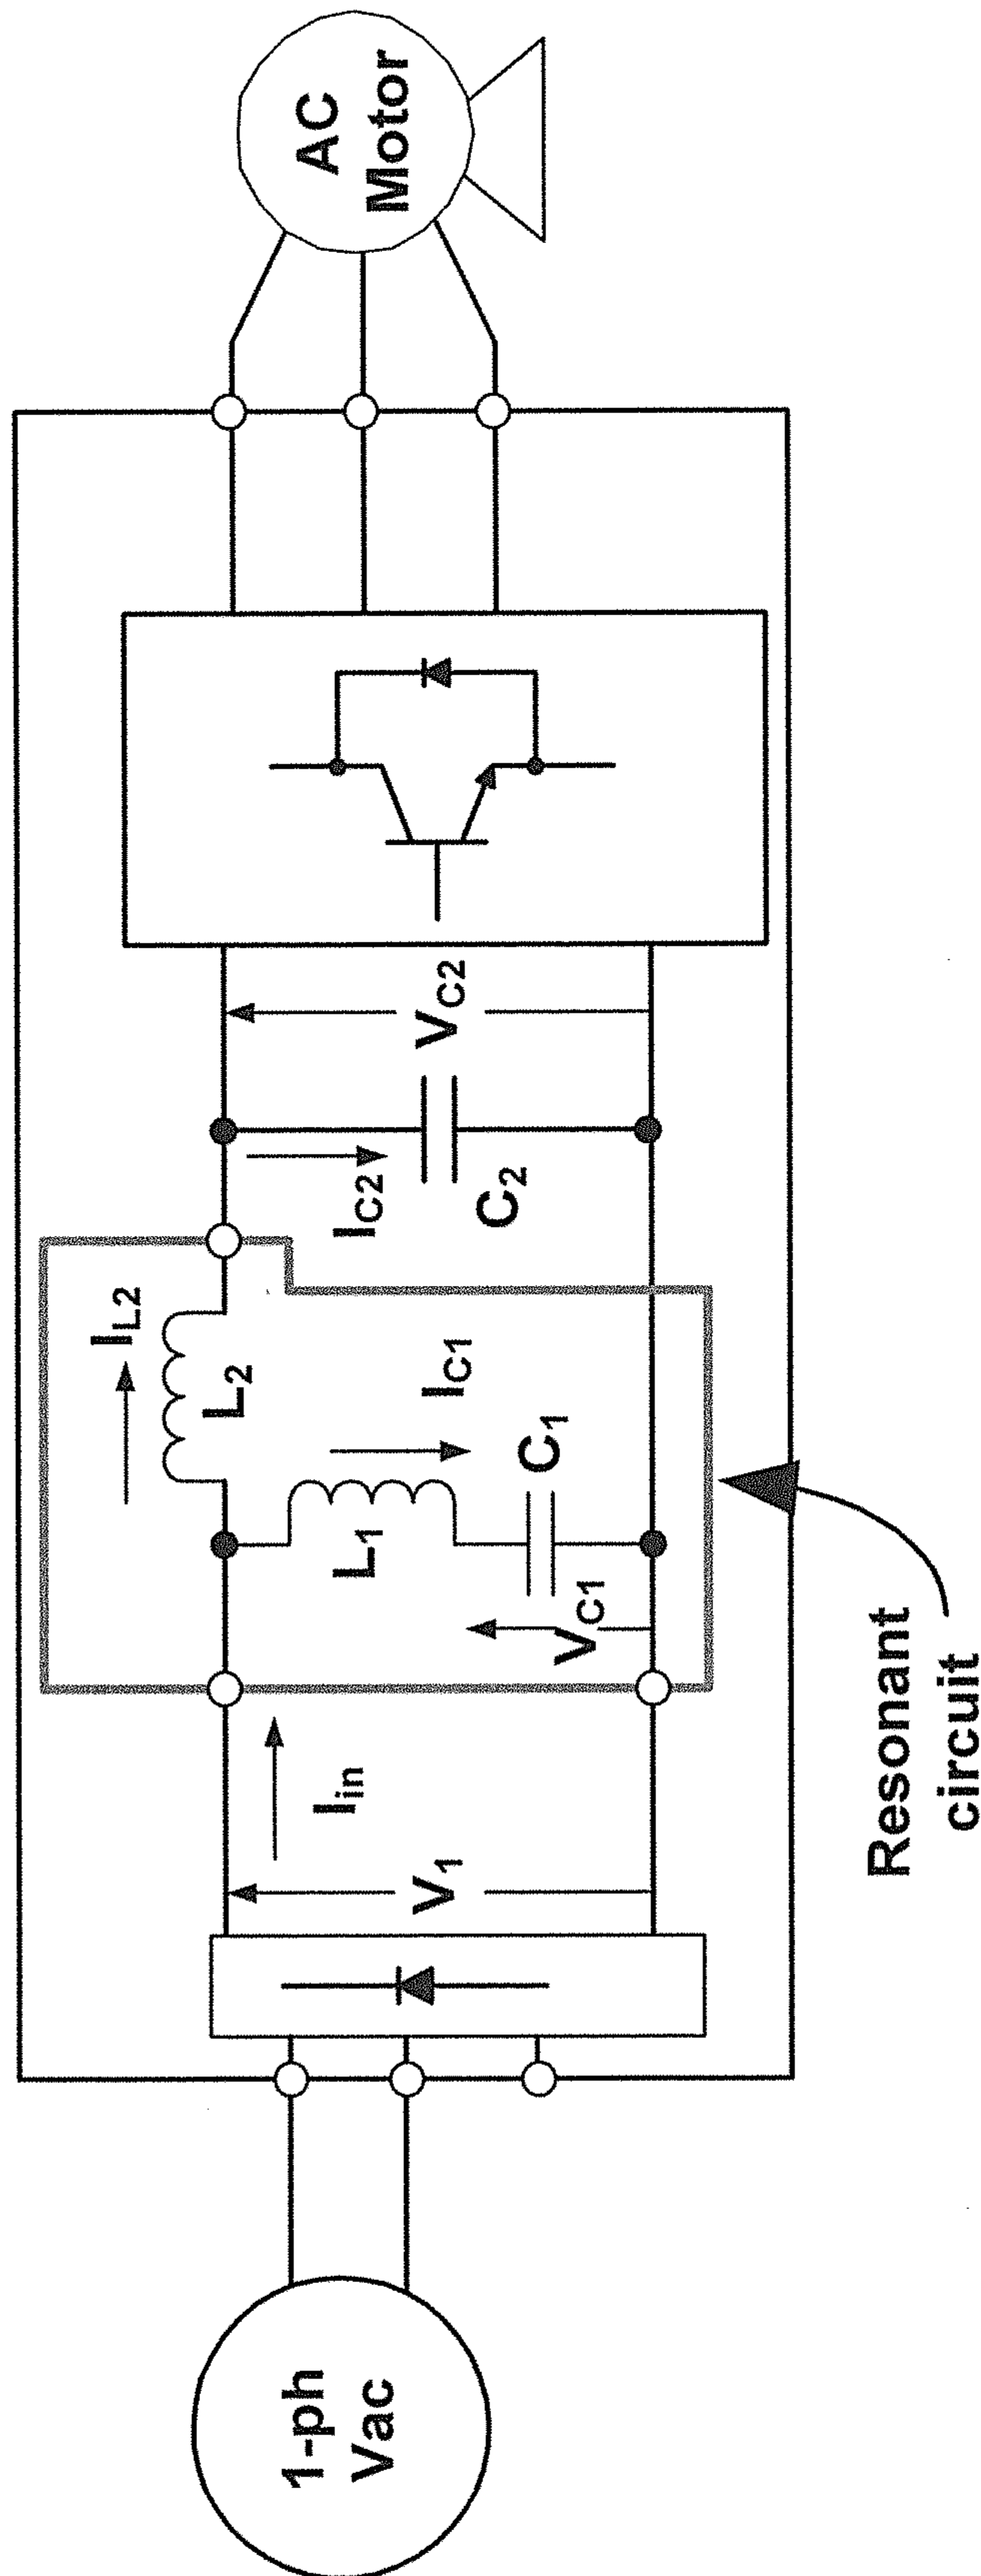 1-ph
Vac
V1
Iin
VC1
L1
C1
IC1
L2
IL2
IC2
C2
VC2
AC
Motor
Resonant
circuit